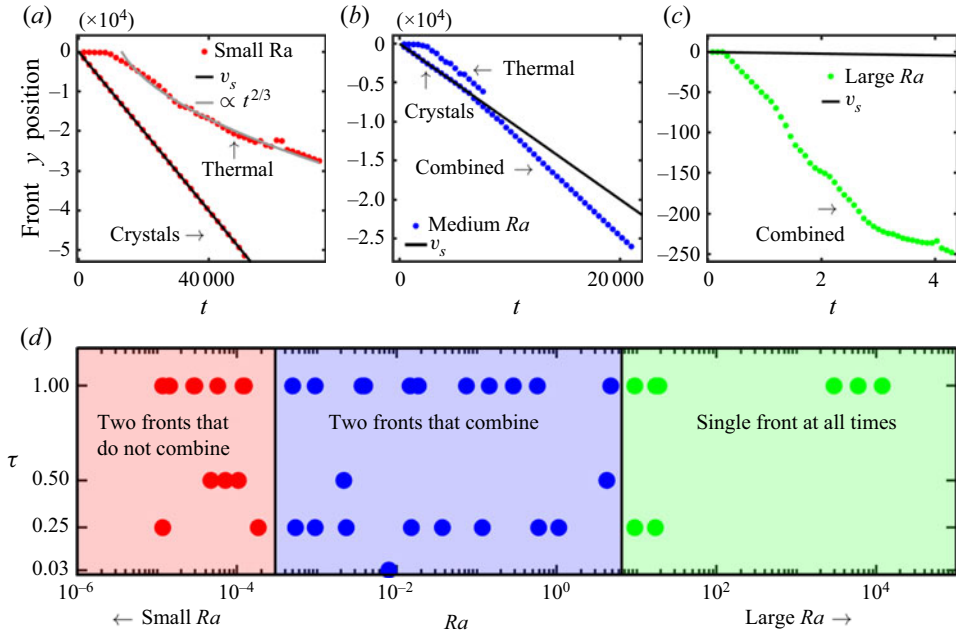 (a) (×10⁴)
Front y position
0
−1
−2
−3
−4
−5
Small Ra
v_s
∝ t^{2/3}
Thermal
↑
Crystals →
40 000
t
(b) (×10⁴)
0
−0.5
−1.0
−1.5
−2.0
−2.5
← Thermal
Crystals
Combined
→
Medium Ra
v_s
0
20 000
t
(c)
0
−50
−100
−150
−200
−250
Large Ra
v_s
→
Combined
0
2
4
t
(d)
τ
1.00
0.50
0.25
0.03
Two fronts that
do not combine
Two fronts that combine
Single front at all times
10⁻⁶
10⁻⁴
10⁻²
10⁰
10²
10⁴
← Small Ra
Ra
Large Ra →